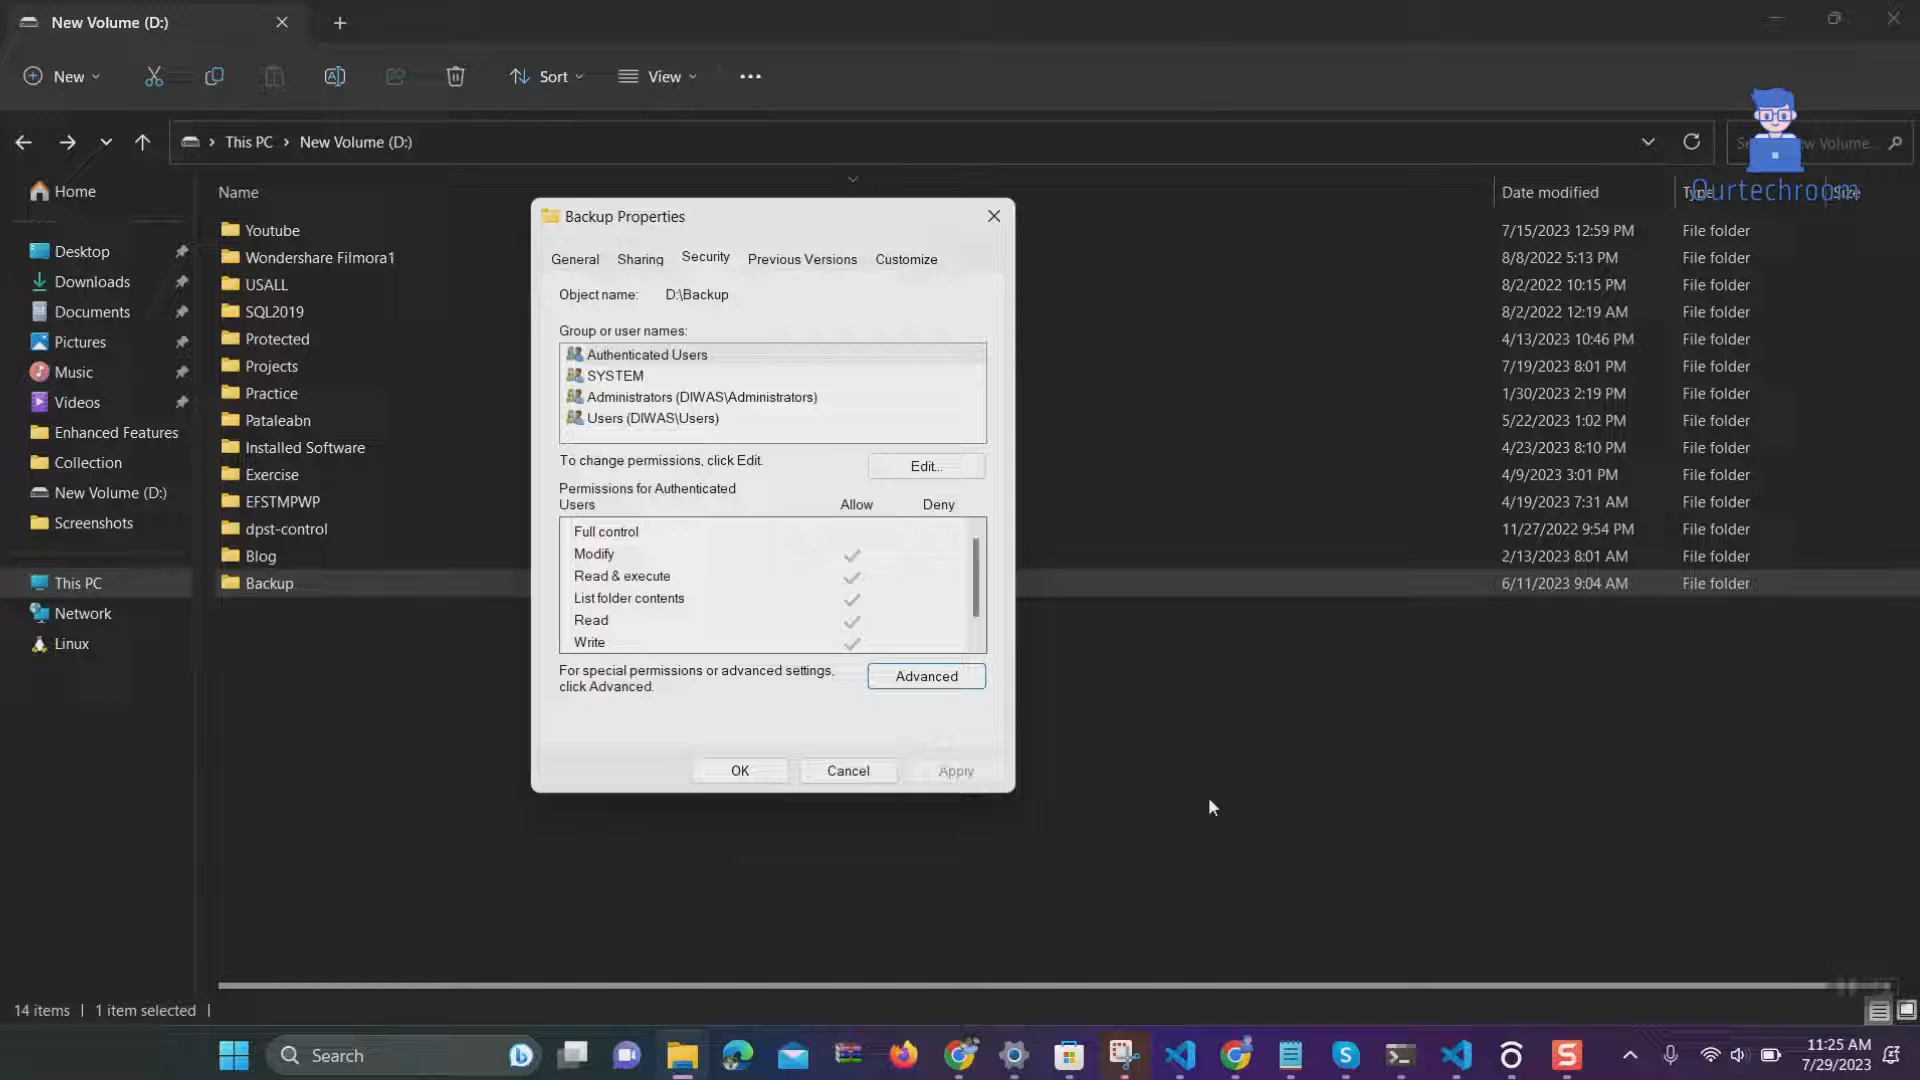 New Volume (D:)
New
Sort
View
This PC
New Volume (D:)
Ourtechroom
Home
Desktop
Downloads
Documents
Pictures
Music
Videos
Enhanced Features
Collection
New Volume (D:)
Screenshots
This PC
Network
Linux
Name Date modified Type Size
Youtube 7/15/2023 12:59 PM File folder
Wondershare Filmora1 8/8/2022 5:13 PM File folder
USALL 8/2/2022 10:15 PM File folder
SQL2019 8/2/2022 12:19 AM File folder
Protected 4/13/2023 10:46 PM File folder
Projects 7/19/2023 8:01 PM File folder
Practice 1/30/2023 2:19 PM File folder
Pataleabn 5/22/2023 1:02 PM File folder
Installed Software 4/23/2023 8:10 PM File folder
Exercise 4/9/2023 3:01 PM File folder
EFSTMPWP 4/19/2023 7:31 AM File folder
dpst-control 11/27/2022 9:54 PM File folder
Blog 2/13/2023 8:01 AM File folder
Backup 6/11/2023 9:04 AM File folder
Backup Properties
General Sharing Security Previous Versions Customize
Object name: D:\Backup
Group or user names:
Authenticated Users
SYSTEM
Administrators (DIWAS\Administrators)
Users (DIWAS\Users)
To change permissions, click Edit.
Edit...
Permissions for Authenticated
Users Allow Deny
Full control
Modify
Read & execute
List folder contents
Read
Write
For special permissions or advanced settings,
click Advanced.
Advanced
OK Cancel Apply
14 items | 1 item selected |
Search
11:25 AM
7/29/2023